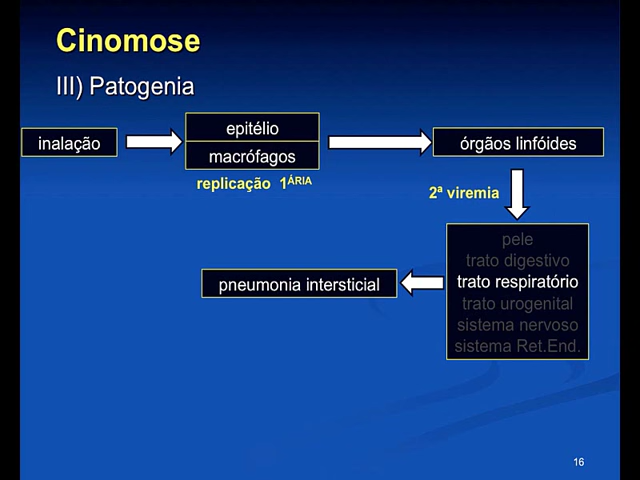 Cinomose
III) Patogenia
inalação
epitélio
macrófagos
replicação 1ÁRIA
órgãos linfóides
2ª viremia
pele
trato digestivo
trato respiratório
trato urogenital
sistema nervoso
sistema Ret.End.
pneumonia intersticial
16